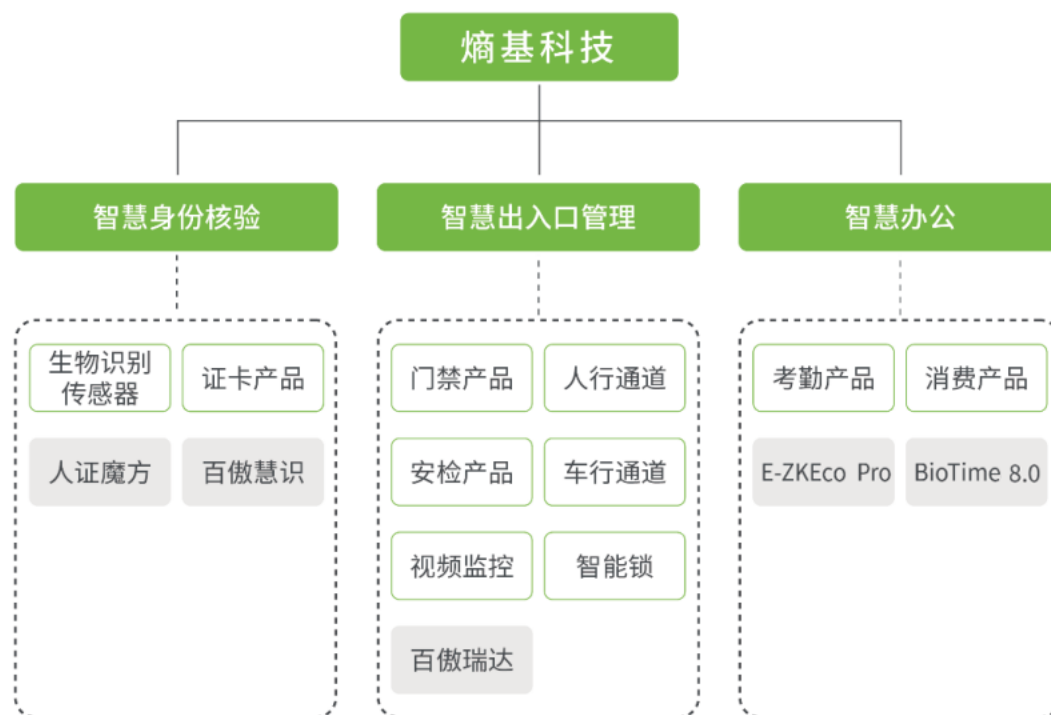 熵基科技
智慧身份核验
智慧出入口管理
智慧办公
生物识别
传感器
证卡产品
人证魔方
百傲慧识
门禁产品
人行通道
安检产品
车行通道
视频监控
智能锁
百傲瑞达
考勤产品
消费产品
E-ZKEco Pro
BioTime 8.0